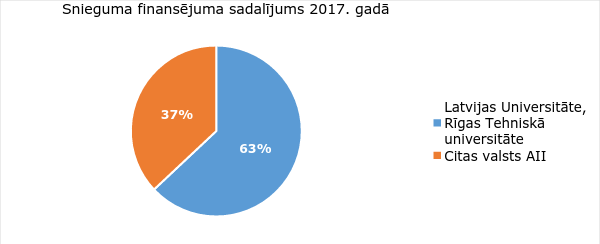 Snieguma finansējuma sadalījums 2017. gadā
37%
63%
Latvijas Universitāte,
Rīgas Tehniskā
universitāte
Citas valsts AII